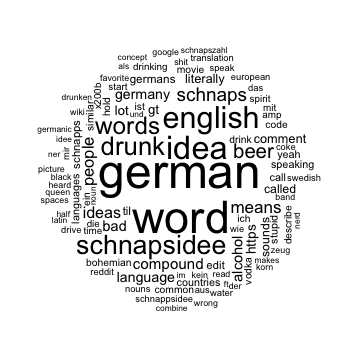 concept google schnapszahl
als shit translation
favorite drinking movie speak european
drunken start germans literally das
wiki x200b hold ist germany schnaps spirit
und lot gt mit
germanic similar words english amp code
idee people drunk idea beer drink coke comment
ner mir schnapps yeah
picture languages german speaking
black call swedish
heard ein called
queen noun word band
spaces ideas til means ich
half die bad schnapsidee wie describe nerd
latin time alcohol https sounds stupid
drive compound edit vodka zeug
bohemian language im kein read der makes korn
reddit countries ft
nouns common aus water
schnappsidee wrong
combine